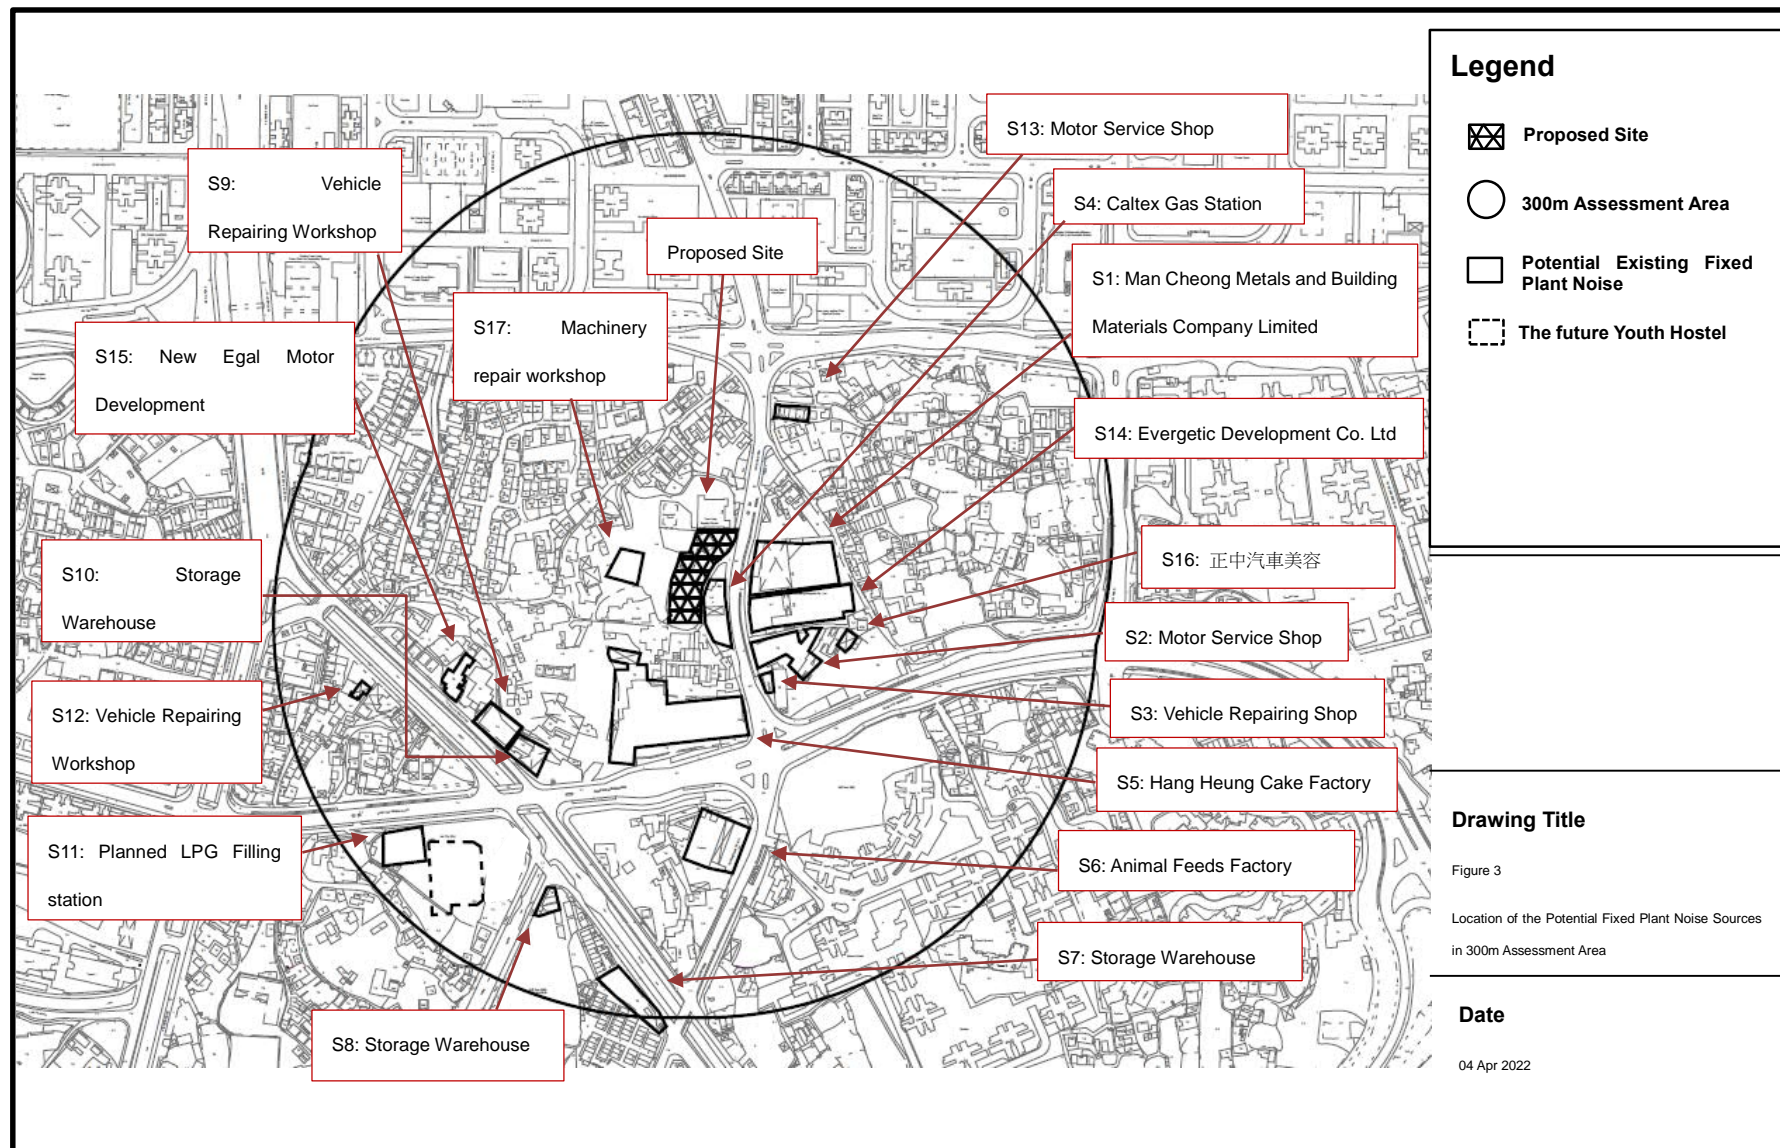 S13: Motor Service Shop
S9: Vehicle
Repairing Workshop
S4: Caltex Gas Station
Proposed Site
S1: Man Cheong Metals and Building
Materials Company Limited
S17: Machinery
repair workshop
S15: New Egal Motor
Development
S14: Evergetic Development Co. Ltd
S16: 正中汽車美容
S10: Storage
Warehouse
S2: Motor Service Shop
S12: Vehicle Repairing
Workshop
S3: Vehicle Repairing Shop
S5: Hang Heung Cake Factory
S11: Planned LPG Filling
station
S6: Animal Feeds Factory
S7: Storage Warehouse
S8: Storage Warehouse
Legend
Proposed Site
300m Assessment Area
Potential Existing Fixed
Plant Noise
The future Youth Hostel
Drawing Title
Figure 3
Location of the Potential Fixed Plant Noise Sources
in 300m Assessment Area
Date
04 Apr 2022